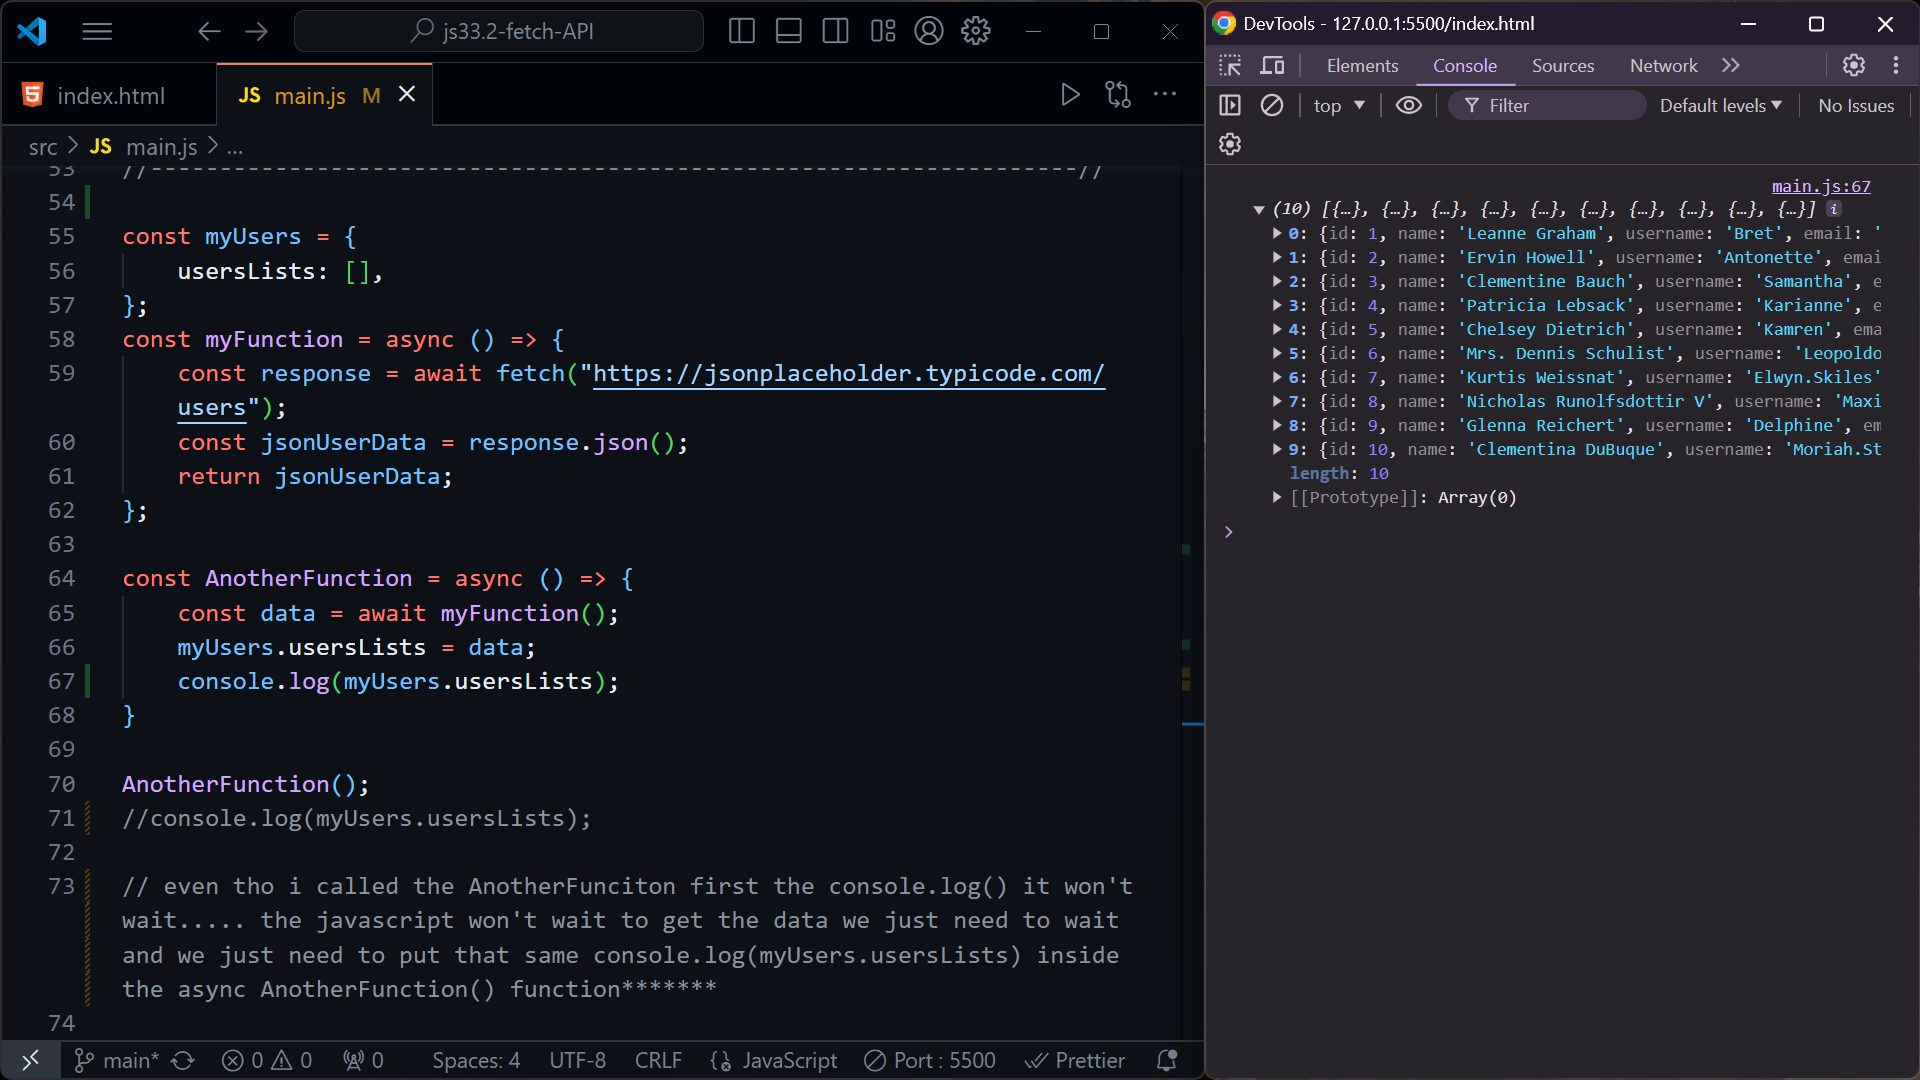 js33.2-fetch-API
index.html
JS main.js M
src > JS main.js > ...
53 //-------------------------------------------------------------------//
54
55 const myUsers = {
56 usersLists: [],
57 };
58 const myFunction = async () => {
59 const response = await fetch("https://jsonplaceholder.typicode.com/
users");
60 const jsonUserData = response.json();
61 return jsonUserData;
62 };
63
64 const AnotherFunction = async () => {
65 const data = await myFunction();
66 myUsers.usersLists = data;
67 console.log(myUsers.usersLists);
68 }
69
70 AnotherFunction();
71 //console.log(myUsers.usersLists);
72
73 // even tho i called the AnotherFunciton first the console.log() it won't
wait..... the javascript won't wait to get the data we just need to wait
and we just need to put that same console.log(myUsers.usersLists) inside
the async AnotherFunction() function*******
74
main* 0 0 0 Spaces: 4 UTF-8 CRLF {} JavaScript Port : 5500 Prettier
DevTools - 127.0.0.1:5500/index.html
Elements Console Sources Network
top Filter Default levels No Issues
main.js:67
(10) [{…}, {…}, {…}, {…}, {…}, {…}, {…}, {…}, {…}, {…}] i
0: {id: 1, name: 'Leanne Graham', username: 'Bret', email: '
1: {id: 2, name: 'Ervin Howell', username: 'Antonette', emai
2: {id: 3, name: 'Clementine Bauch', username: 'Samantha', e
3: {id: 4, name: 'Patricia Lebsack', username: 'Karianne', e
4: {id: 5, name: 'Chelsey Dietrich', username: 'Kamren', ema
5: {id: 6, name: 'Mrs. Dennis Schulist', username: 'Leopoldo
6: {id: 7, name: 'Kurtis Weissnat', username: 'Elwyn.Skiles'
7: {id: 8, name: 'Nicholas Runolfsdottir V', username: 'Maxi
8: {id: 9, name: 'Glenna Reichert', username: 'Delphine', em
9: {id: 10, name: 'Clementina DuBuque', username: 'Moriah.St
length: 10
[[Prototype]]: Array(0)